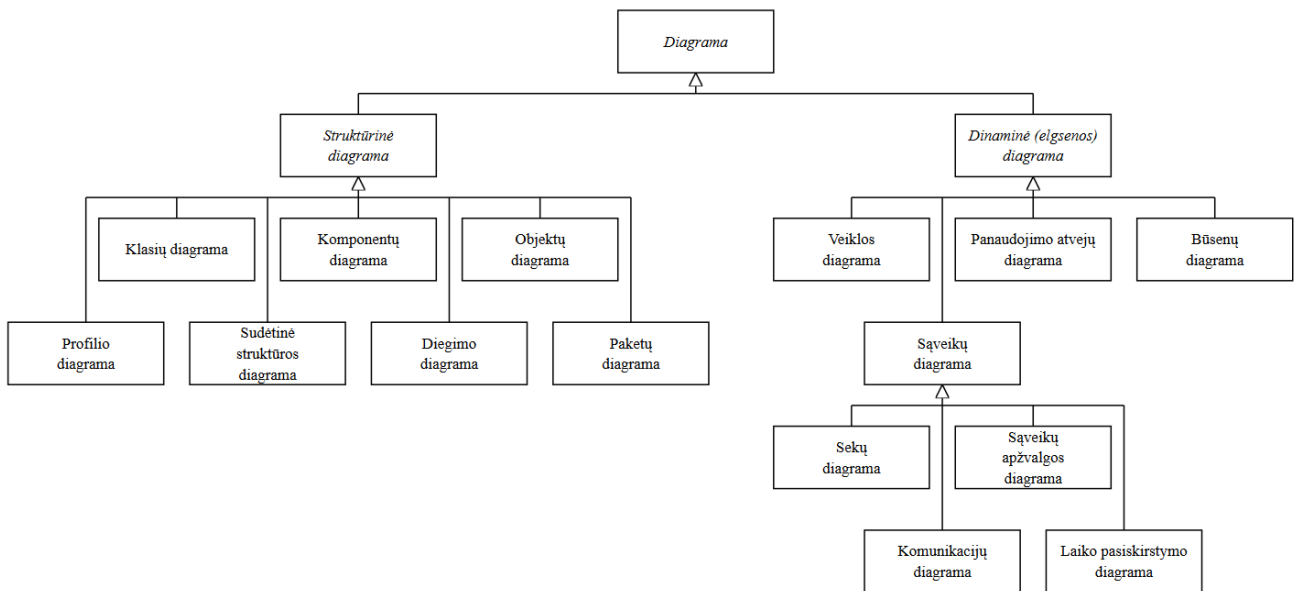 Diagrama
Struktūrinė
diagrama
Dinaminė (elgsenos)
diagrama
Klasių diagrama
Komponentų
diagrama
Objektų
diagrama
Veiklos
diagrama
Panaudojimo atvejų
diagrama
Būsenų
diagrama
Profilio
diagrama
Sudėtinė
struktūros
diagrama
Diegimo
diagrama
Paketų
diagrama
Sąveikų
diagrama
Sekų
diagrama
Sąveikų
apžvalgos
diagrama
Komunikacijų
diagrama
Laiko pasiskirstymo
diagrama